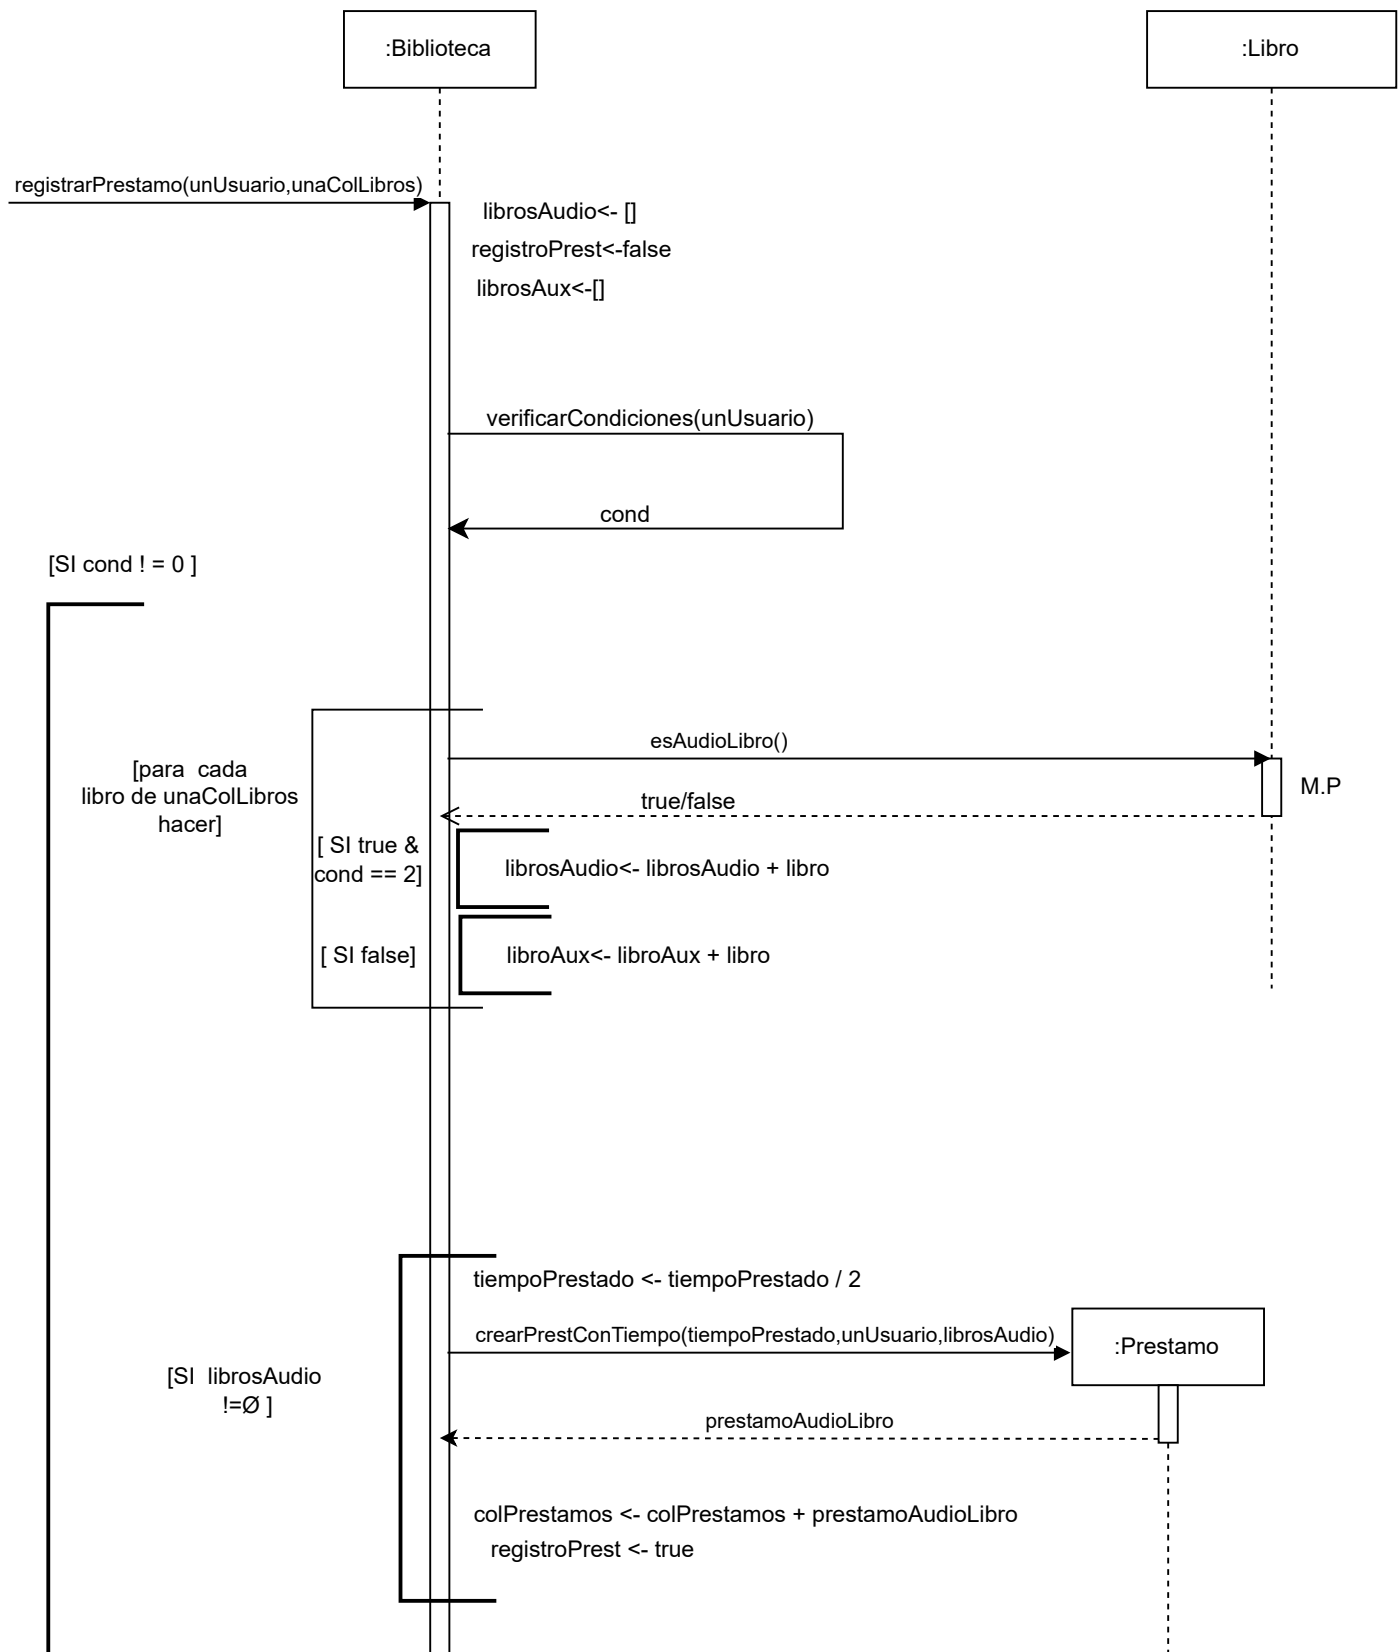 :Biblioteca
:Libro
registrarPrestamo(unUsuario,unaColLibros)
librosAudio<- []
registroPrest<-false
librosAux<-[]
verificarCondiciones(unUsuario)
cond
[SI cond ! = 0 ]
esAudioLibro()
M.P
[para  cada
libro de unaColLibros
hacer]
true/false
[ SI true &
cond == 2]
librosAudio<- librosAudio + libro
[ SI false]
libroAux<- libroAux + libro
tiempoPrestado <- tiempoPrestado / 2
crearPrestConTiempo(tiempoPrestado,unUsuario,librosAudio)
:Prestamo
[SI  librosAudio
!=Ø ]
prestamoAudioLibro
colPrestamos <- colPrestamos + prestamoAudioLibro
registroPrest <- true